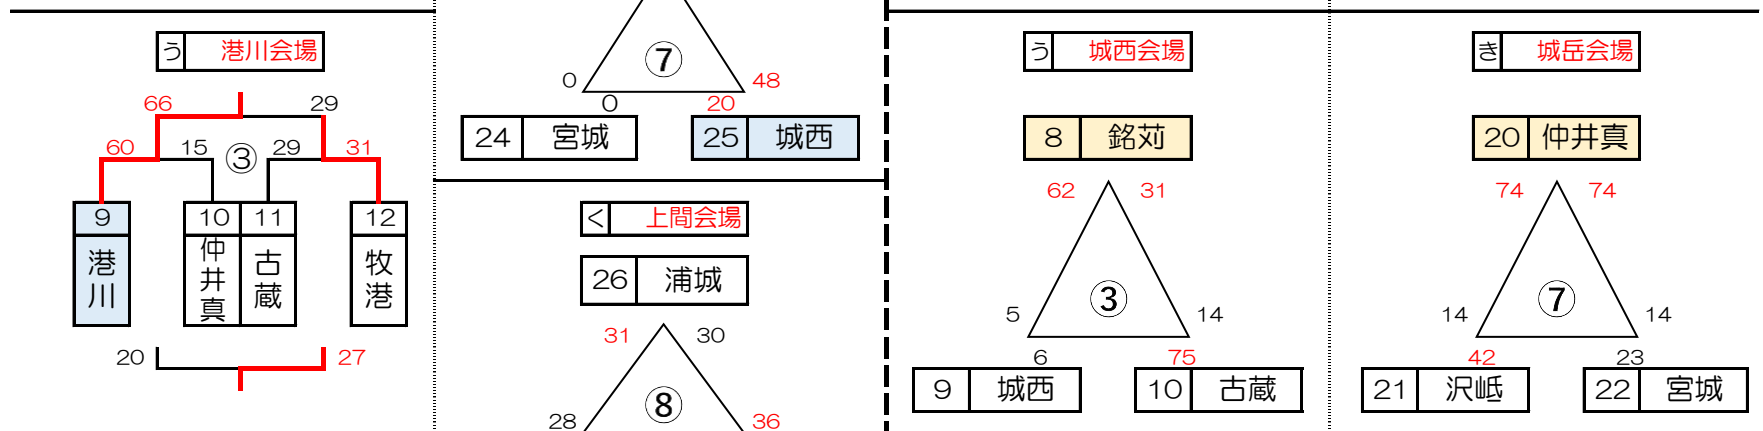 う 港川会場
66 29
60 15 ③ 29 31
9 10 11 12
港川 仲井真 古蔵 牧港
20 27
⑦
0 48
0 20
24 宮城 25 城西
く 上間会場
26 浦城
31 30
⑧
28 36
う 城西会場
8 銘苅
62 31
③
5 14
6 75
9 城西 10 古蔵
き 城岳会場
20 仲井真
74 74
⑦
14 14
42 23
21 沢岻 22 宮城